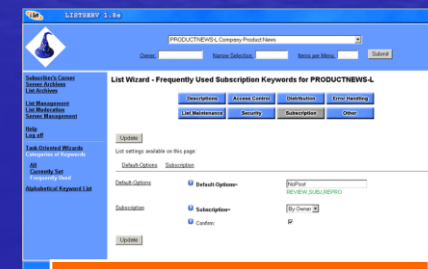 LISTSERV 1.8e
PRODUCTNEWS-L Company Product News
Owner: Narrow Selection: Items per Menu: Submit
Subscriber's Corner
Server Archives
List Archives
List Management
List Moderation
Server Management
Help
Log off
Task-Oriented Wizards
Categories of Keywords
All
Currently Set
Frequently Used
Alphabetical Keyword List
List Wizard - Frequently Used Subscription Keywords for PRODUCTNEWS-L
Descriptions Access Control Distribution Error Handling
List Maintenance Security Subscription Other
Update
List settings available on this page:
Default-Options Subscription
Default-Options Default-Options= NoPost
REVIEW,SUBJ,REPRO
Subscription Subscription= By Owner
Confirm:
Update